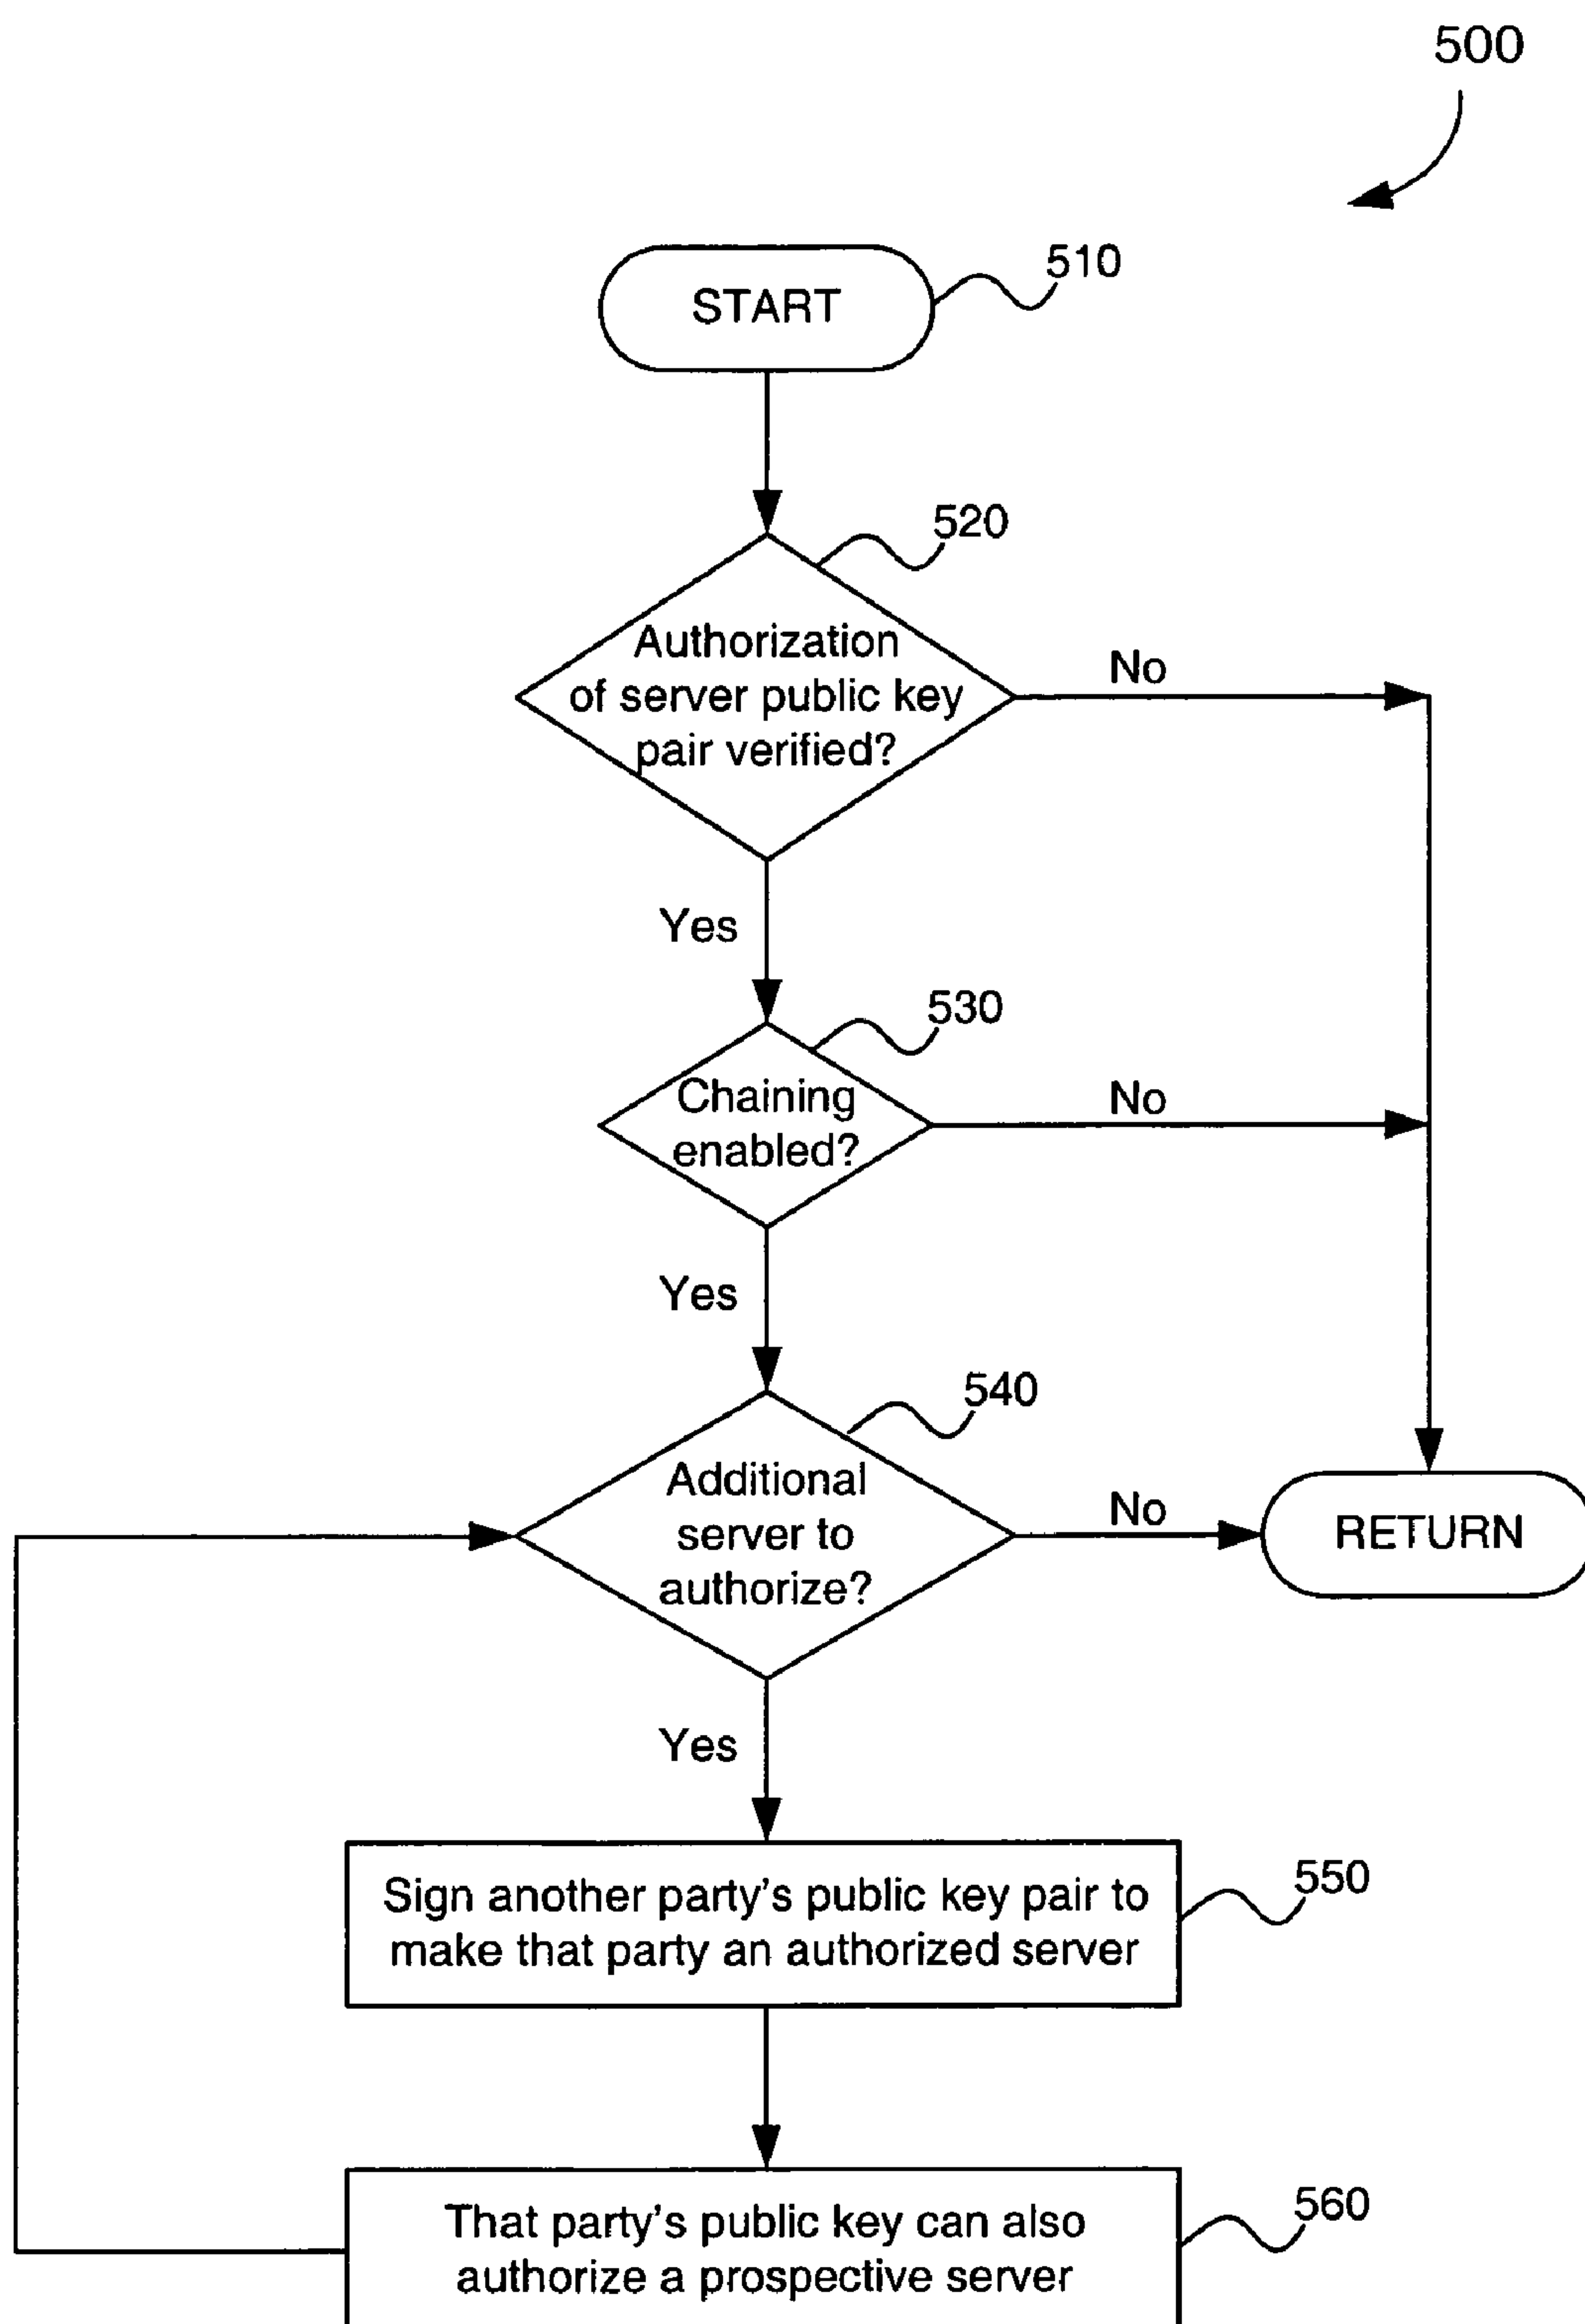 500
START
510
520
Authorization
of server public key
pair verified?
No
Yes
530
Chaining
enabled?
No
Yes
540
Additional
server to
authorize?
No
RETURN
Yes
Sign another party's public key pair to
make that party an authorized server
550
That party's public key can also
authorize a prospective server
560